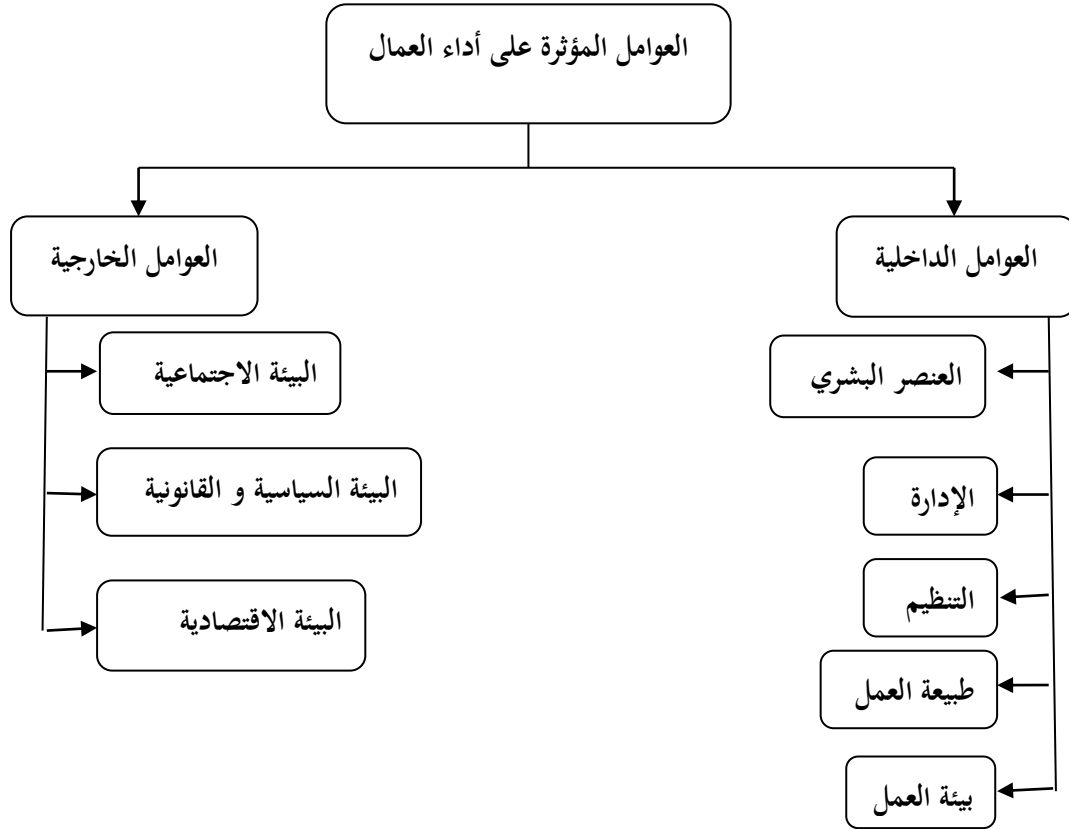 العوامل المؤثرة على أداء العمال
العوامل الداخلية
العنصر البشري
الإدارة
التنظيم
طبيعة العمل
بيئة العمل
العوامل الخارجية
البيئة الاجتماعية
البيئة السياسية و القانونية
البيئة الاقتصادية